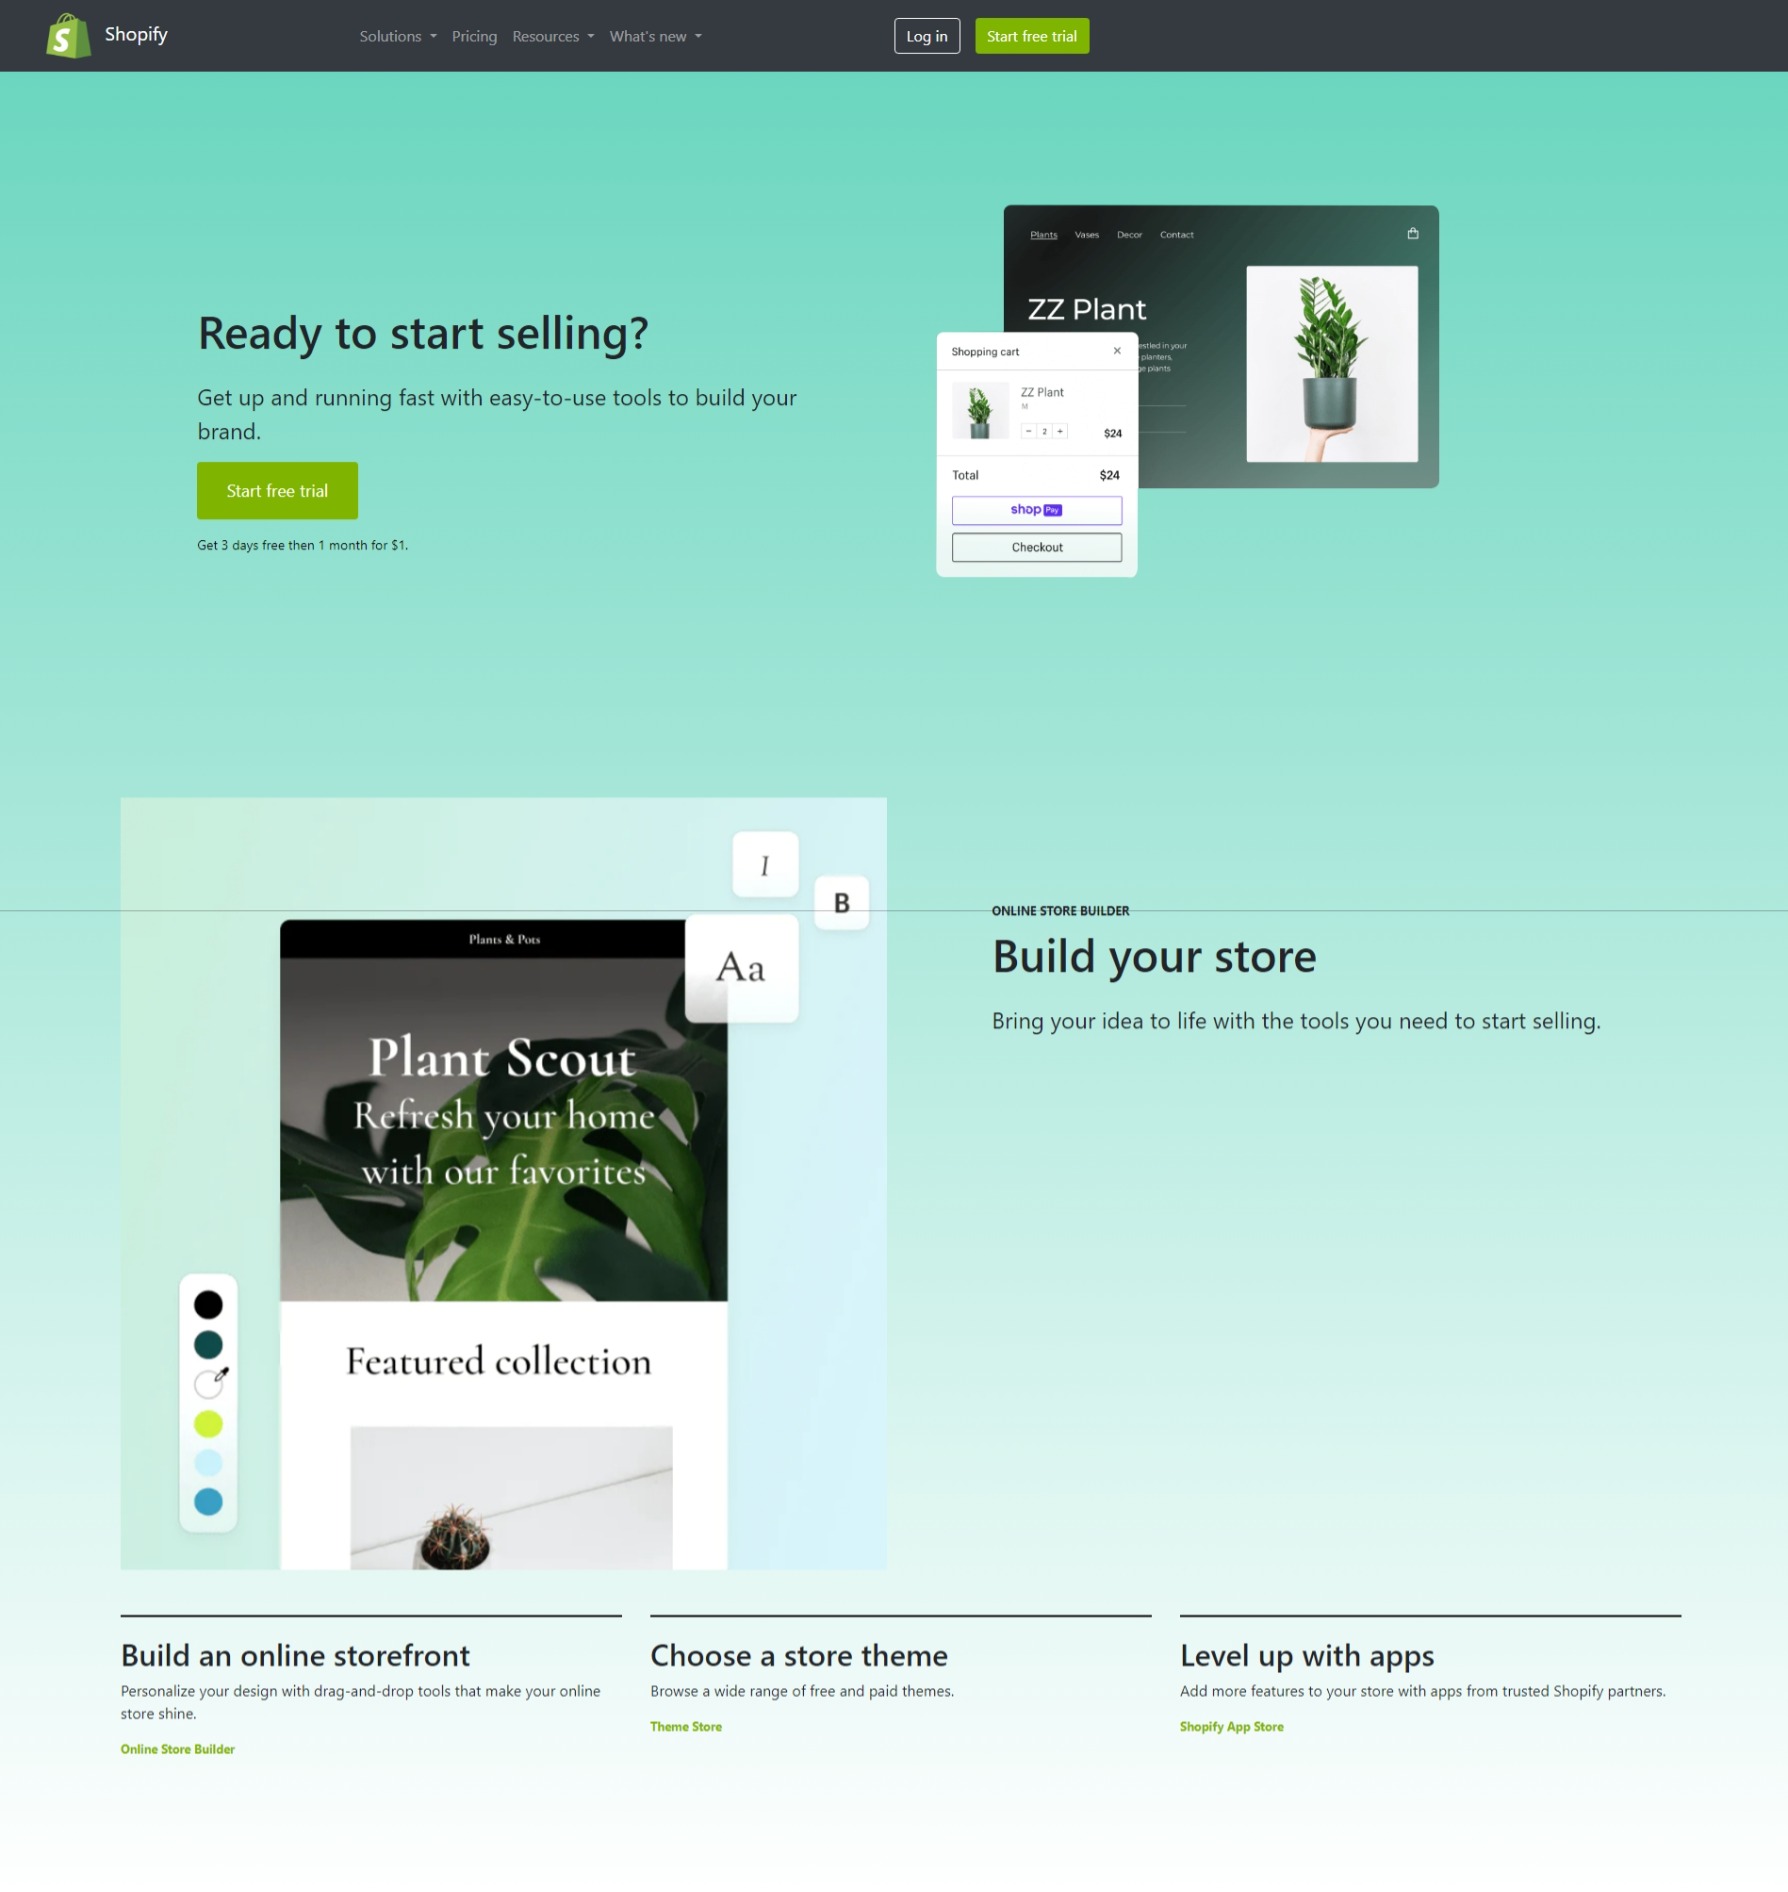 Shopify
Solutions
Pricing
Resources
What's new
Log in
Start free trial
Ready to start selling?
Get up and running fast with easy-to-use tools to build your
brand.
Start free trial
Get 3 days free then 1 month for $1.
Plants
Vases
Decor
Contact
ZZ Plant
estled in your
planters,
ge plants
Shopping cart
ZZ Plant
M
- 2 +
$24
Total
$24
shop Pay
Checkout
I
B
Aa
Plants & Pots
Plant Scout
Refresh your home
with our favorites
Featured collection
ONLINE STORE BUILDER
Build your store
Bring your idea to life with the tools you need to start selling.
Build an online storefront
Personalize your design with drag-and-drop tools that make your online
store shine.
Online Store Builder
Choose a store theme
Browse a wide range of free and paid themes.
Theme Store
Level up with apps
Add more features to your store with apps from trusted Shopify partners.
Shopify App Store